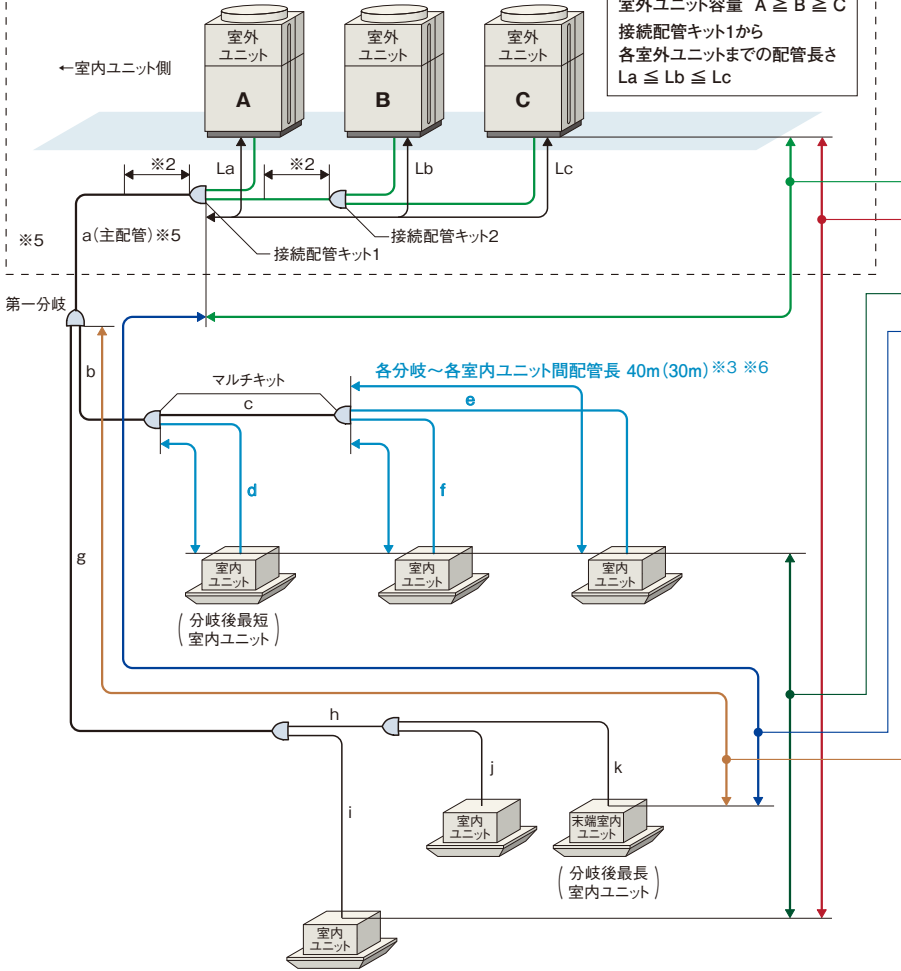 室外ユニット容量 A ≧ B ≧ C
接続配管キット1から
各室外ユニットまでの配管長さ
La ≦ Lb ≦ Lc
室外
ユニット
A
室外
ユニット
B
室外
ユニット
C
←室内ユニット側
※2
La
※2
Lb
Lc
※5
a(主配管)※5
接続配管キット1
接続配管キット2
第一分岐
b
マルチキット
c
各分岐～各室内ユニット間配管長 40m(30m)※3 ※6
e
d
f
g
室内
ユニット
(分岐後最短
室内ユニット)
室内
ユニット
室内
ユニット
h
j
k
i
室内
ユニット
末端室内
ユニット
(分岐後最長
室内ユニット)
室内
ユニット